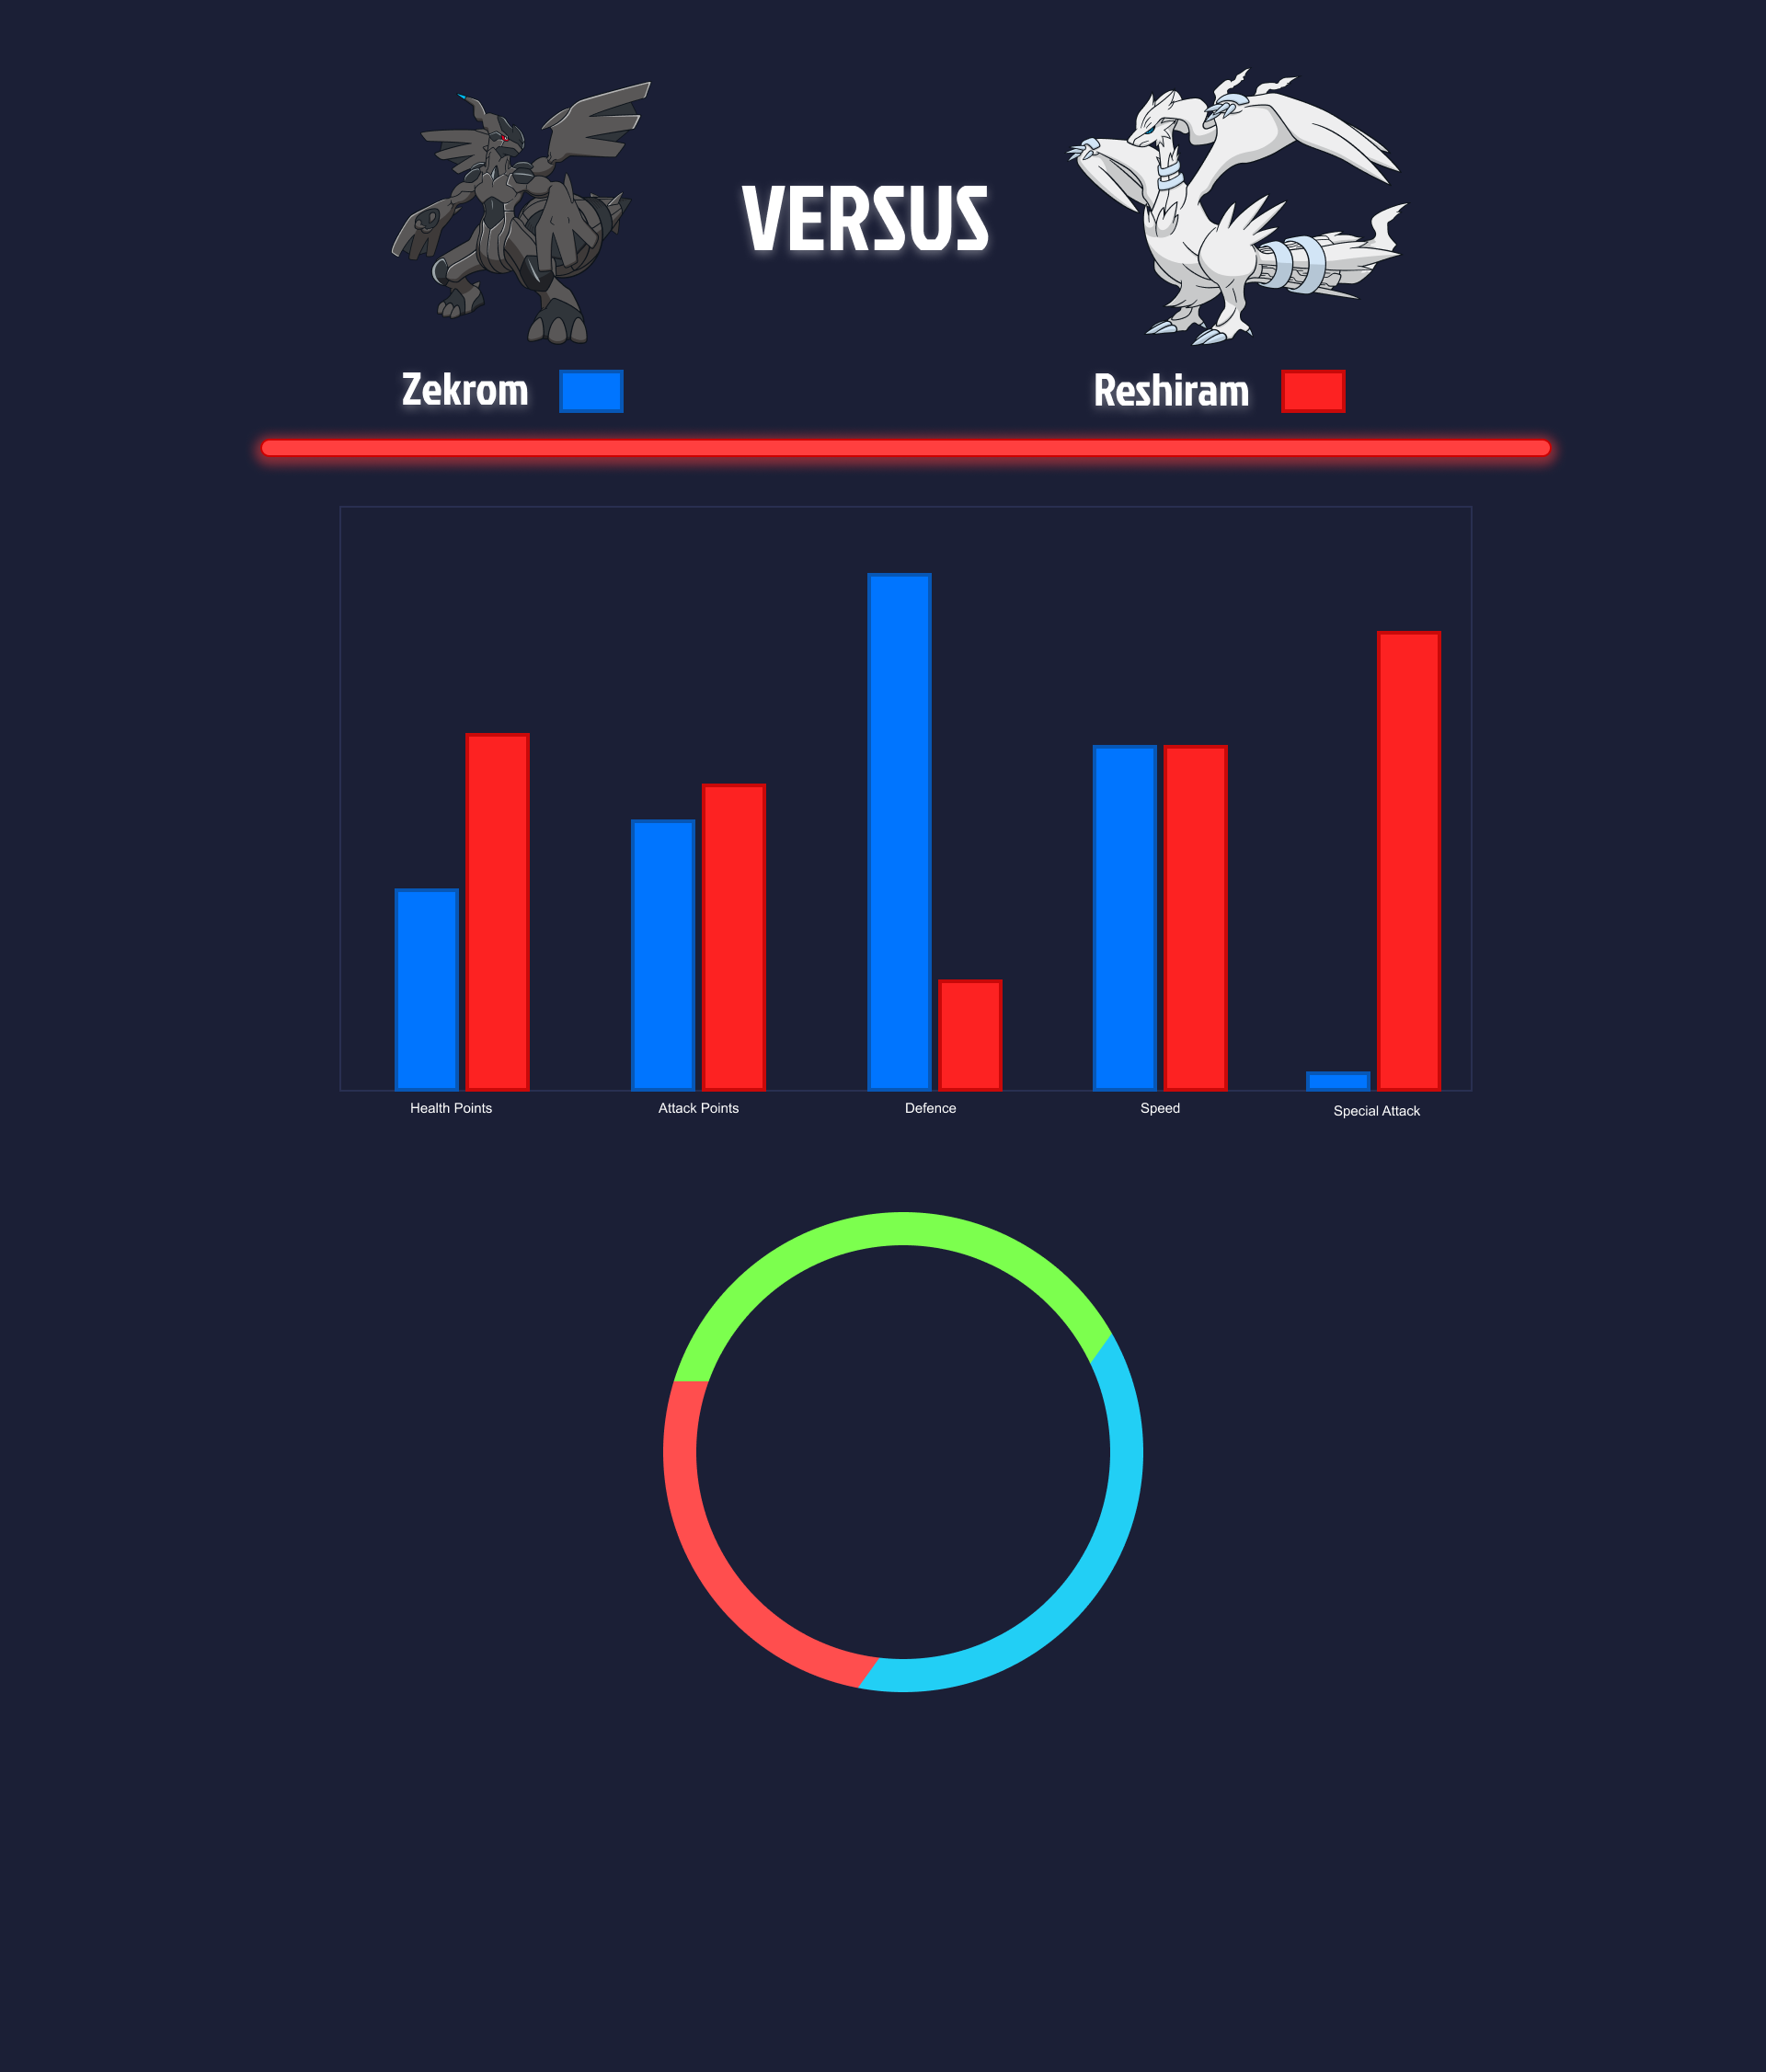 VERSUS
Zekrom
Reshiram
Health Points
Attack Points
Defence
Speed
Special Attack